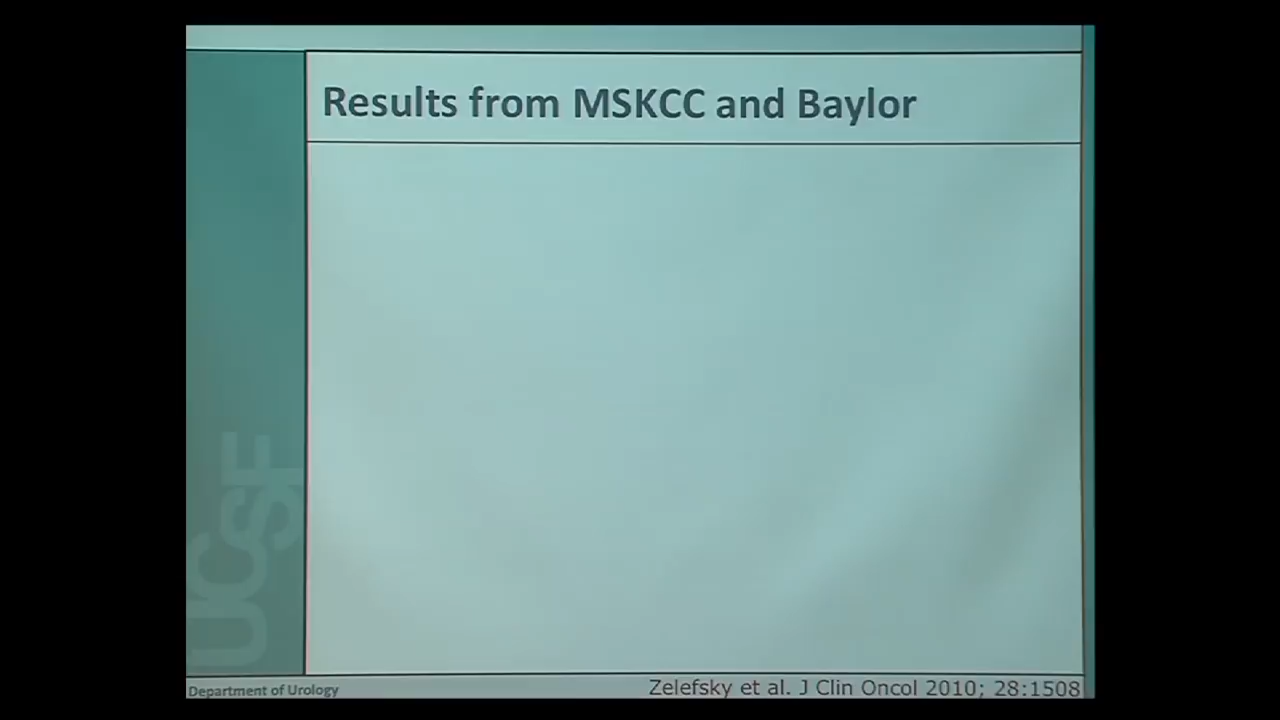 Results from MSKCC and Baylor
UCSF
Department of Urology
Zelefsky et al. J Clin Oncol 2010; 28:1508